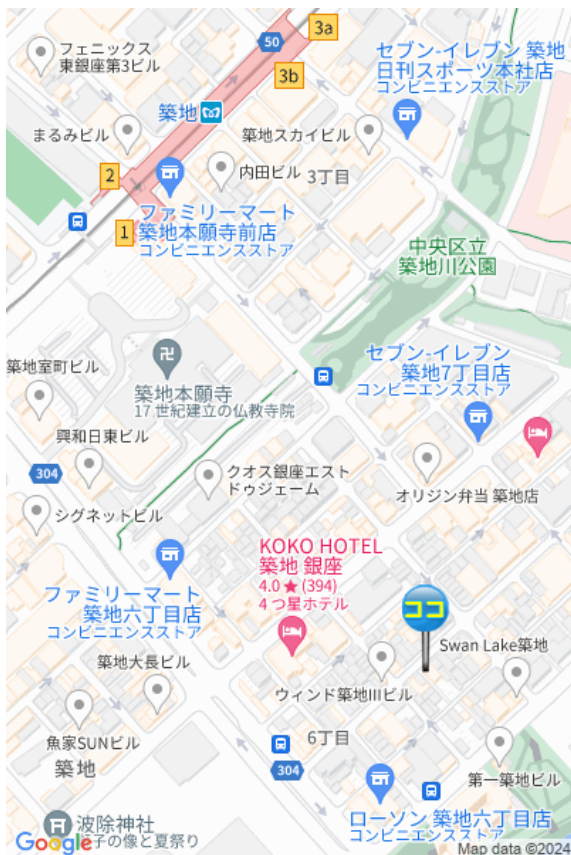 3a
50
フェニックス
東銀座第3ビル
3b
セブン-イレブン 築地
日刊スポーツ本社店
コンビニエンスストア
築地
まるみビル
築地スカイビル
内田ビル
3丁目
2
1
ファミリーマート
築地本願寺前店
コンビニエンスストア
中央区立
築地川公園
築地室町ビル
築地本願寺
17 世紀建立の仏教寺院
セブン-イレブン
築地7丁目店
コンビニエンスストア
興和日東ビル
304
クオス銀座エスト
ドゥジェーム
オリジン弁当 築地店
シグネットビル
KOKO HOTEL
築地 銀座
4.0 ★ (394)
4 つ星ホテル
ファミリーマート
築地六丁目店
コンビニエンスストア
ココ
Swan Lake築地
築地大長ビル
ウィンド築地IIIビル
魚家SUNビル
6丁目
築地
304
第一築地ビル
ローソン 築地六丁目店
コンビニエンスストア
波除神社
子の像と夏祭り
Google
Map data ©2024